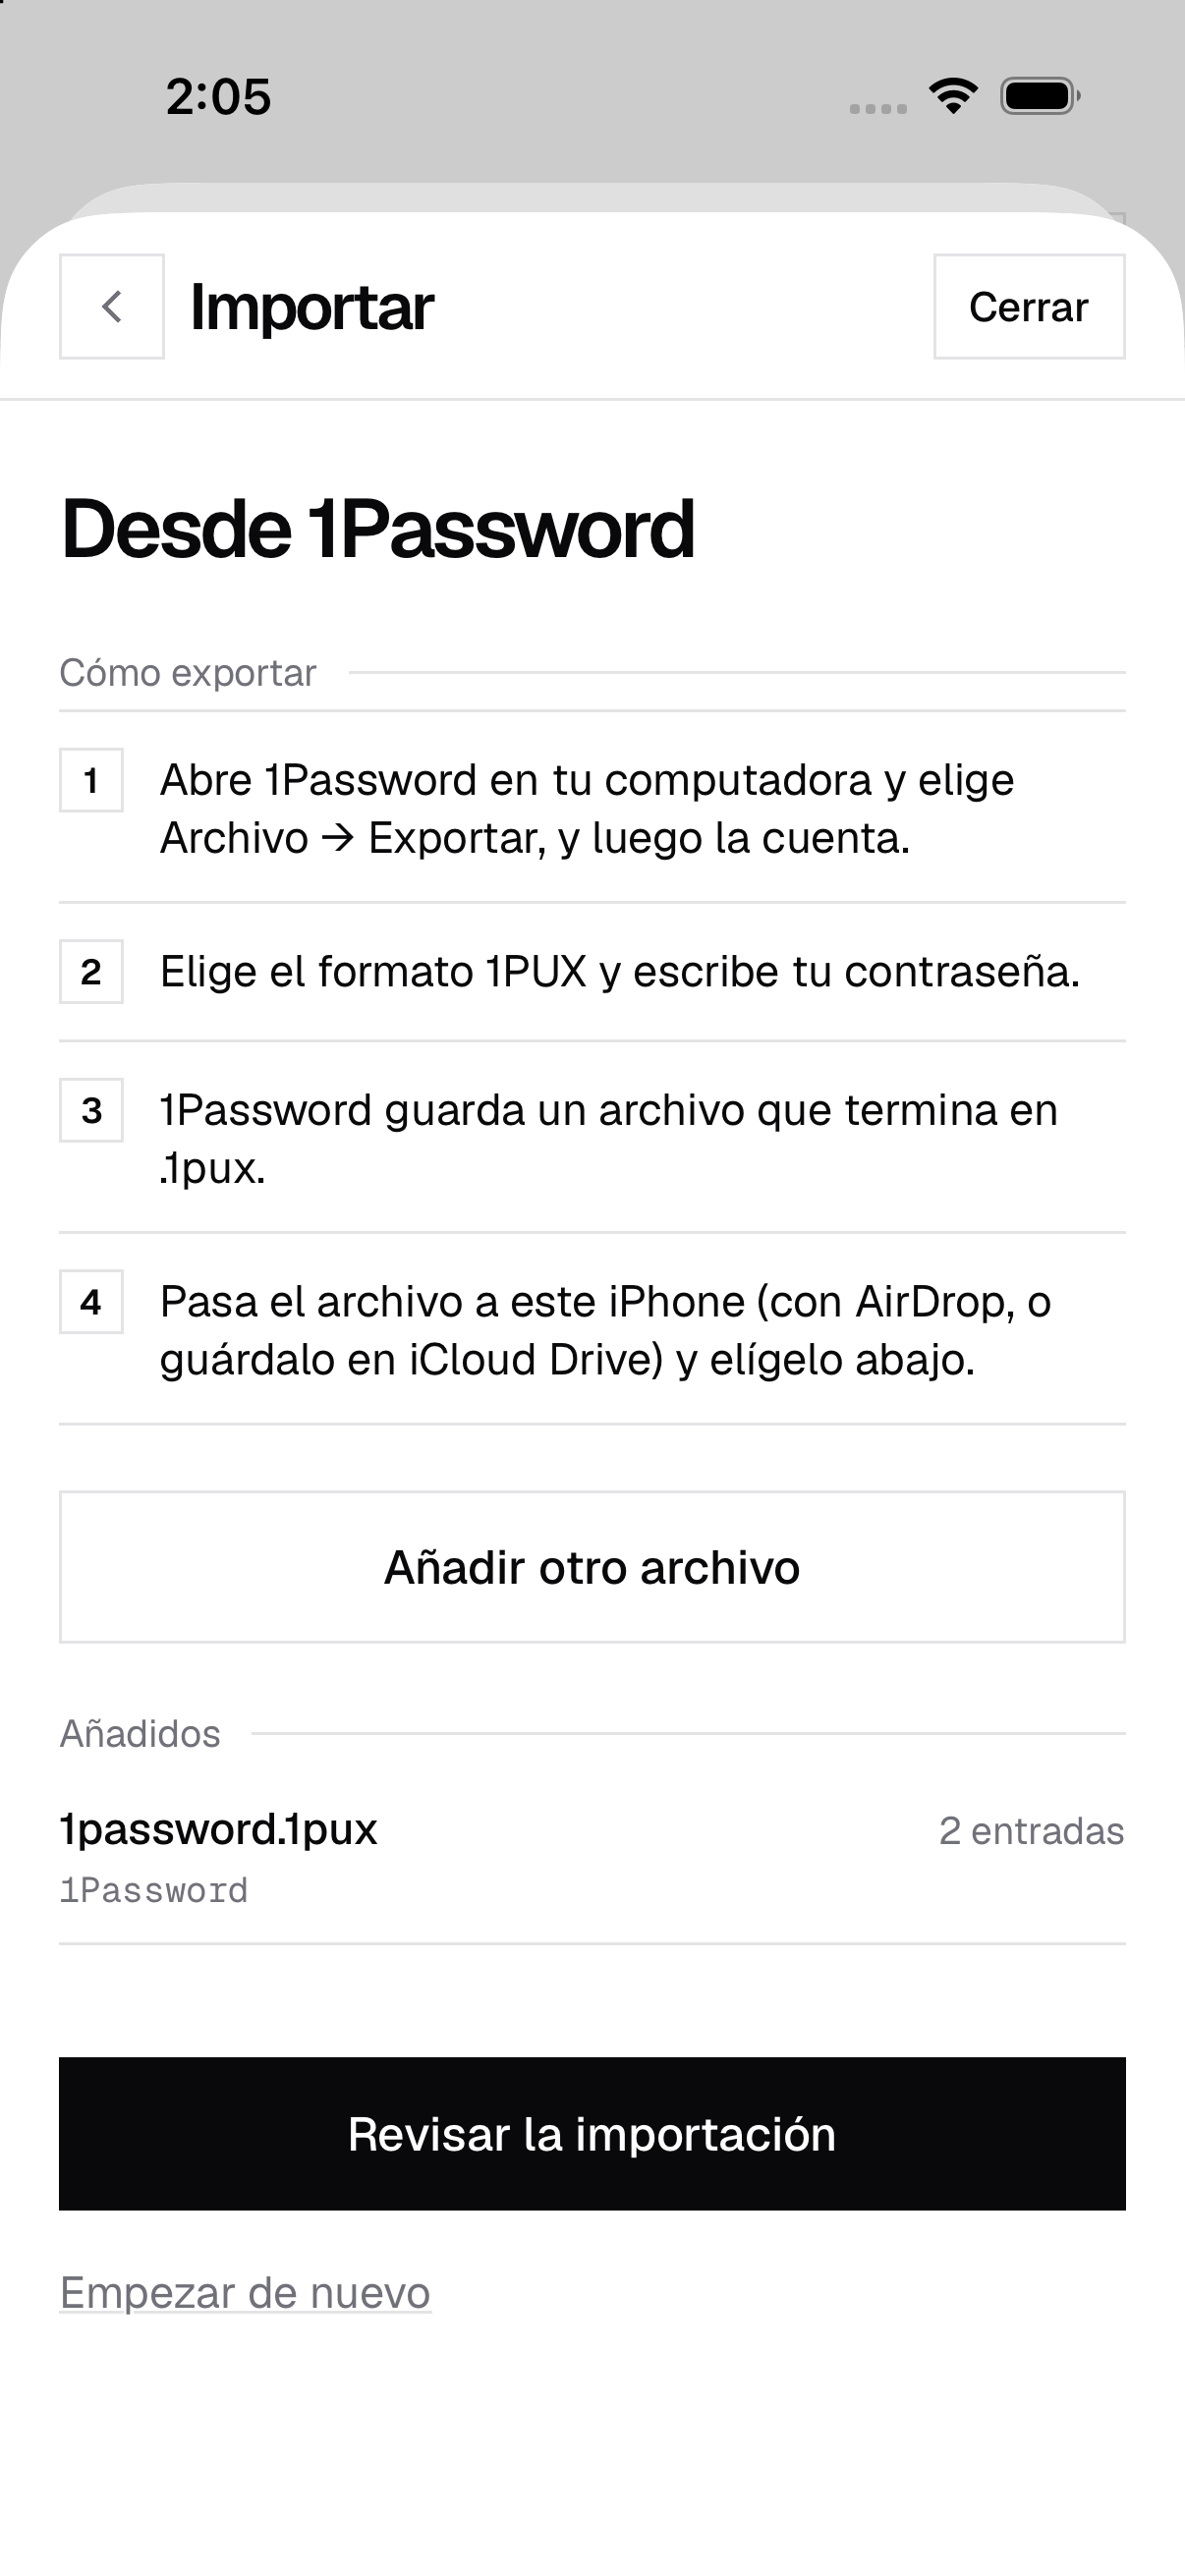 2:05
Importar
Cerrar
Desde 1Password
Cómo exportar
1
Abre 1Password en tu computadora y elige
Archivo → Exportar, y luego la cuenta.
2
Elige el formato 1PUX y escribe tu contraseña.
3
1Password guarda un archivo que termina en
.1pux.
4
Pasa el archivo a este iPhone (con AirDrop, o
guárdalo en iCloud Drive) y elígelo abajo.
Añadir otro archivo
Añadidos
1password.1pux
2 entradas
1Password
Revisar la importación
Empezar de nuevo